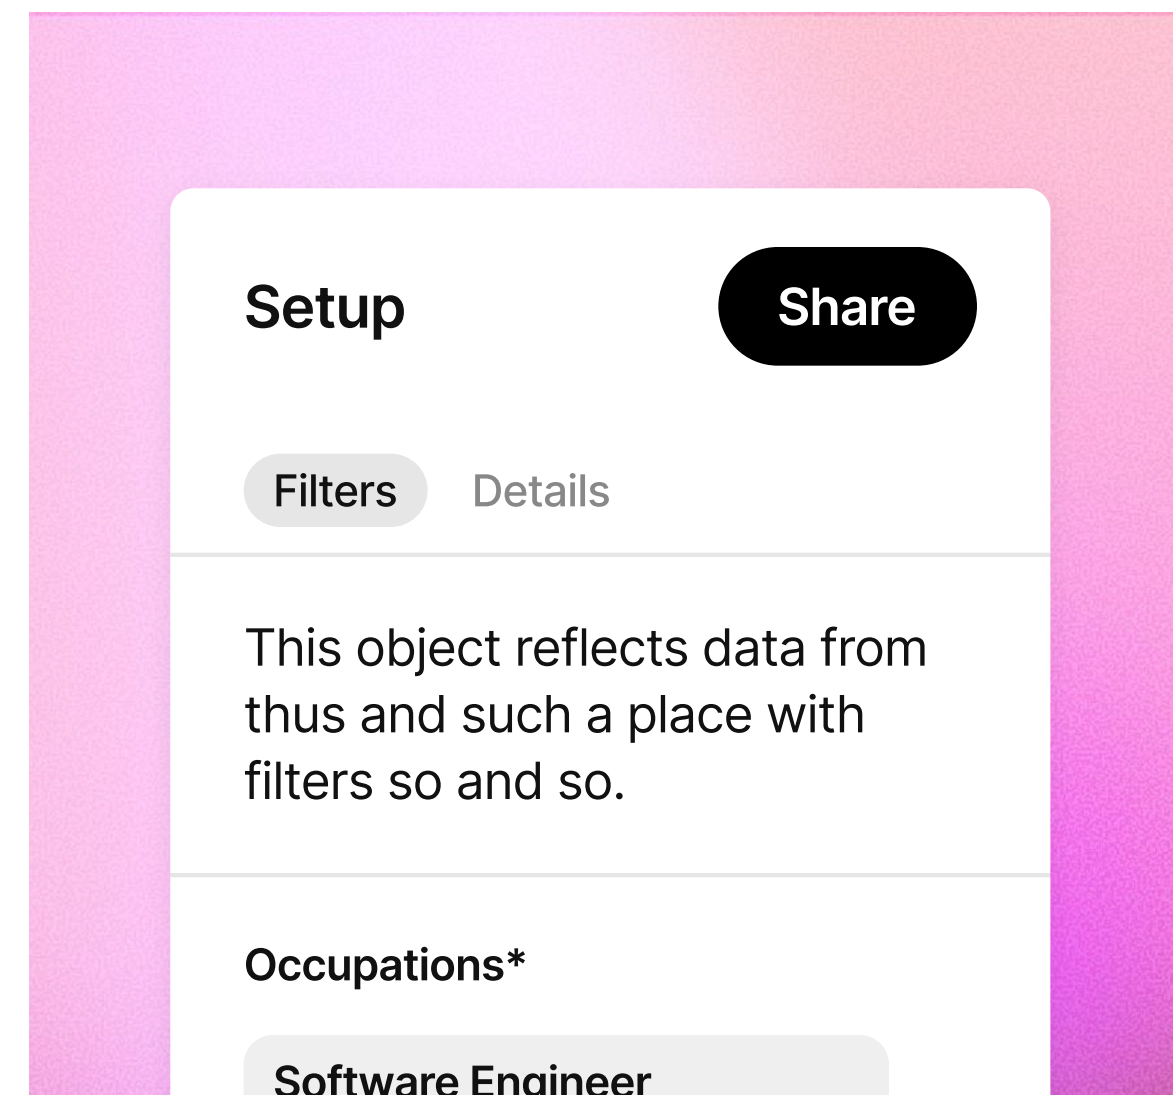 Setup
Share
Filters
Details
This object reflects data from
thus and such a place with
filters so and so.
Occupations*
Software Engineer